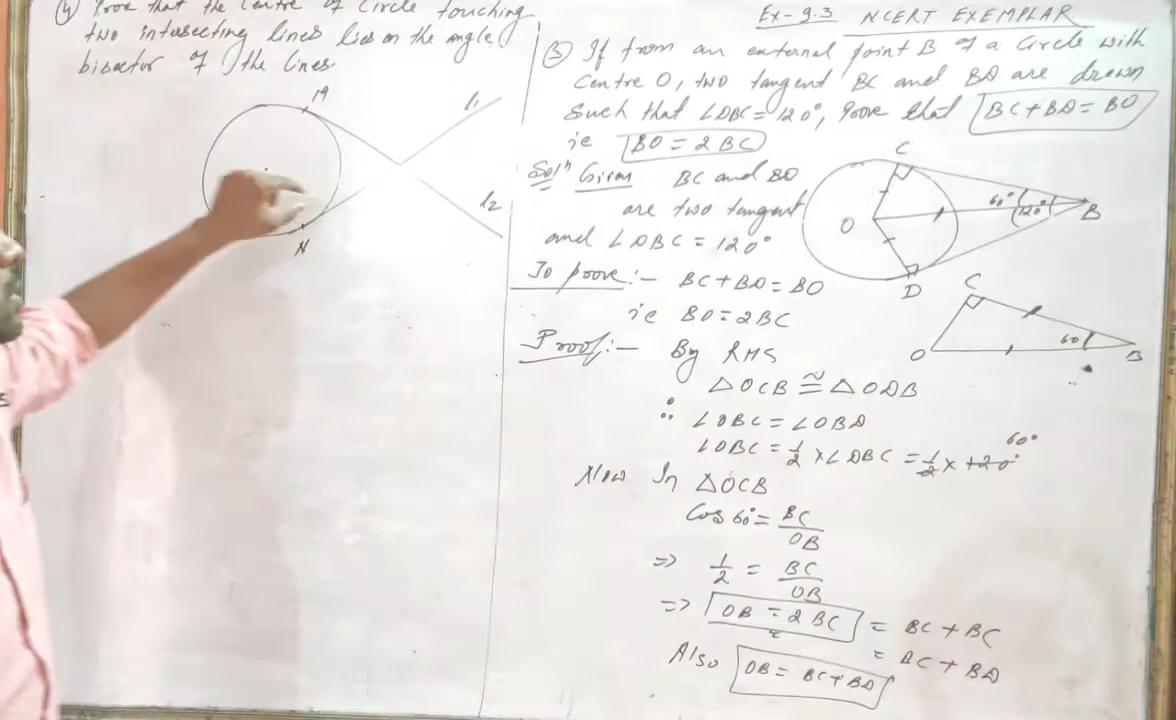 (4) Prove that the Centre of Circle touching
two intersecting lines lies on the angle
bisector of the lines.
M
l1
l2
N
Ex-9.3 NCERT EXEMPLAR
(3) If from an external point B of a Circle with
Centre O, two tangent BC and BD are drawn
Such that ∠DBC = 120°, prove that BC+BD = BO
ie BO = 2BC
Solⁿ Given BC and BD
are two tangent
and ∠DBC = 120°
To prove:- BC+BD = BO
ie BO = 2BC
C
60°
120°
B
O
D
C
60
O
B
Proof:- By RHS
△OCB ≅ △ODB
∴ ∠OBC = ∠OBD
∠OBC = 1/2 × ∠DBC = 1/2 × 120° 60°
Now In △OCB
Cos 60° = BC/OB
=> 1/2 = BC/OB
=> OB = 2BC = BC + BC
= BC + BD
Also OB = BC+BD